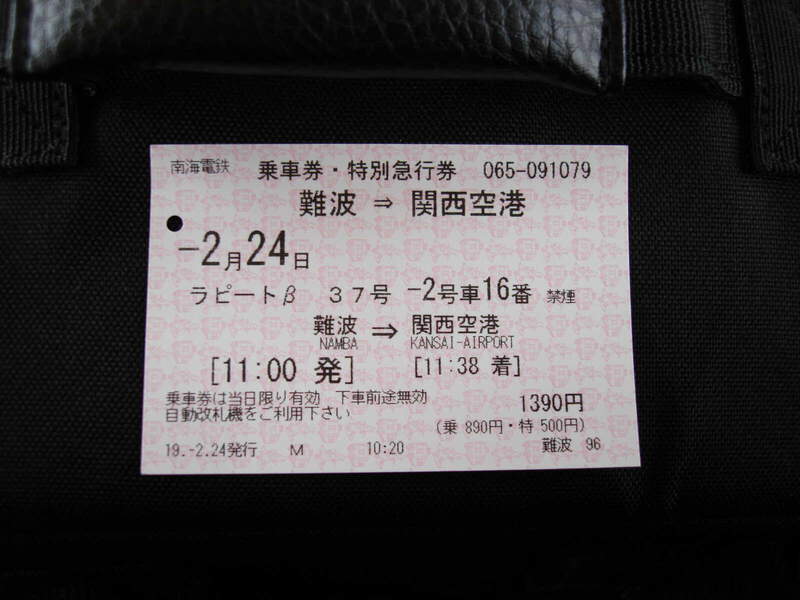 南海電鉄 乗車券・特別急行券 065-091079
難波 ⇒ 関西空港
-2月24日
ラピートβ 37号 -2号車16番 禁煙
難波 ⇒ 関西空港
NAMBA KANSAI-AIRPORT
[11:00 発] [11:38 着]
乗車券は当日限り有効 下車前途無効 1390円
自動改札機をご利用下さい (乗 890円・特 500円)
19.-2.24発行 M 10:20 難波 96